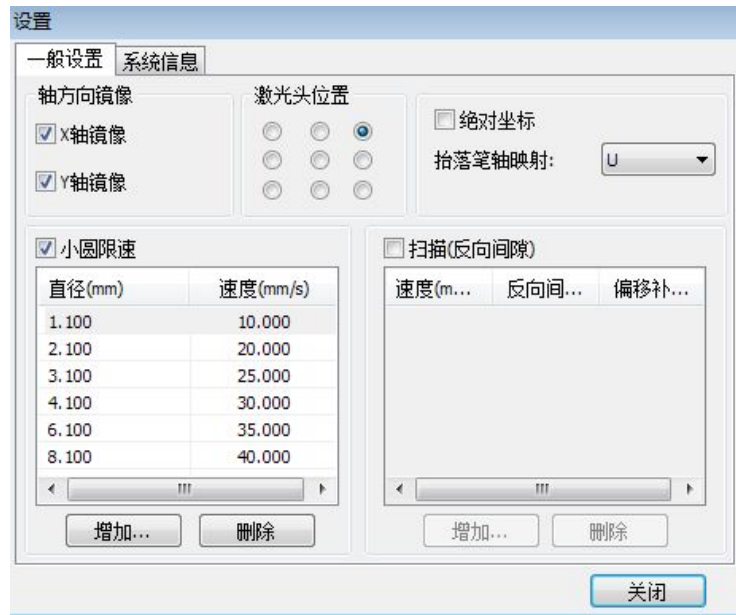 设置
一般设置 系统信息
轴方向镜像
X轴镜像
Y轴镜像
激光头位置
绝对坐标
抬落笔轴映射: U
小圆限速
直径(mm) 速度(mm/s)
1.100 10.000
2.100 20.000
3.100 25.000
4.100 30.000
6.100 35.000
8.100 40.000
增加... 删除
扫描(反向间隙)
速度(m... 反向间... 偏移补...
增加... 删除
关闭